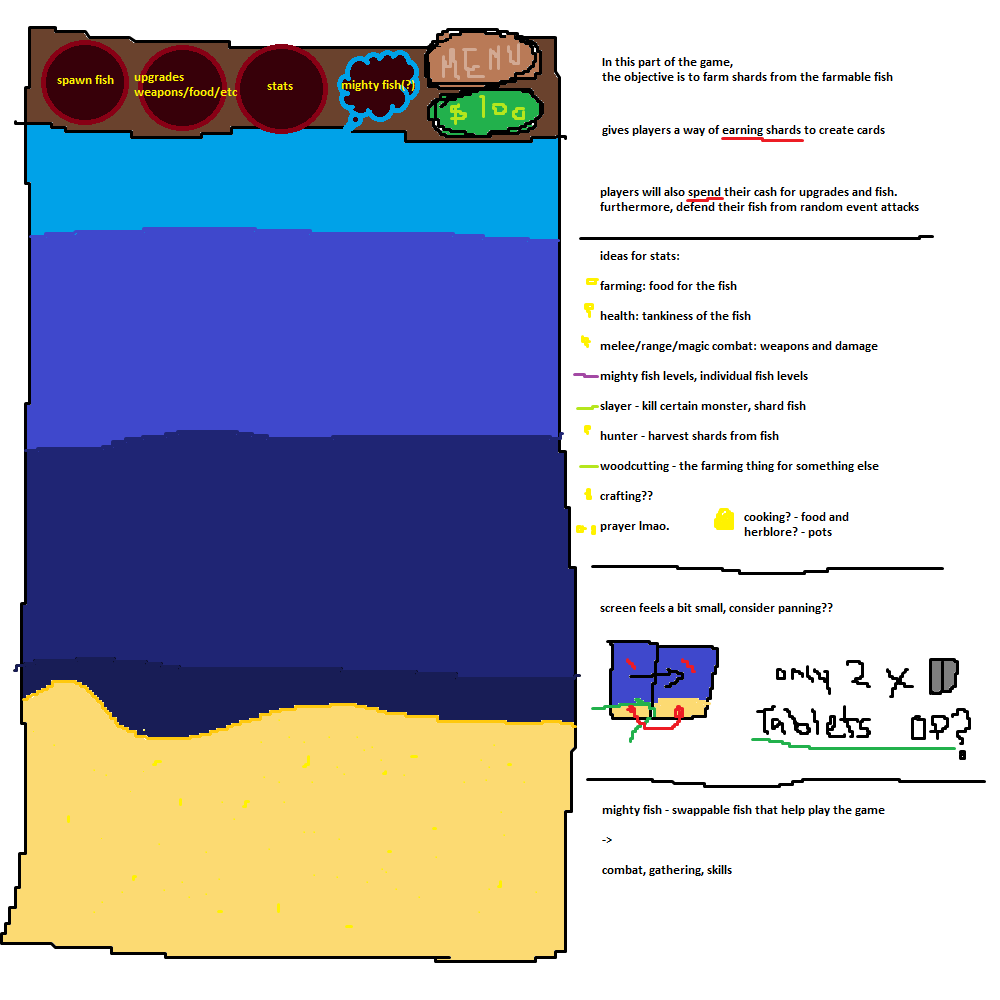 spawn fish
upgrades
weapons/food/etc
stats
mighty fish(?)
MENU
$100
In this part of the game,
the objective is to farm shards from the farmable fish
gives players a way of earning shards to create cards
players will also spend their cash for upgrades and fish.
furthermore, defend their fish from random event attacks
ideas for stats:
farming: food for the fish
health: tankiness of the fish
melee/range/magic combat: weapons and damage
mighty fish levels, individual fish levels
slayer - kill certain monster, shard fish
hunter - harvest shards from fish
woodcutting - the farming thing for something else
crafting??
prayer lmao.
cooking? - food and
herblore? - pots
screen feels a bit small, consider panning??
only 2 x
Tablets OP?
mighty fish - swappable fish that help play the game
->
combat, gathering, skills